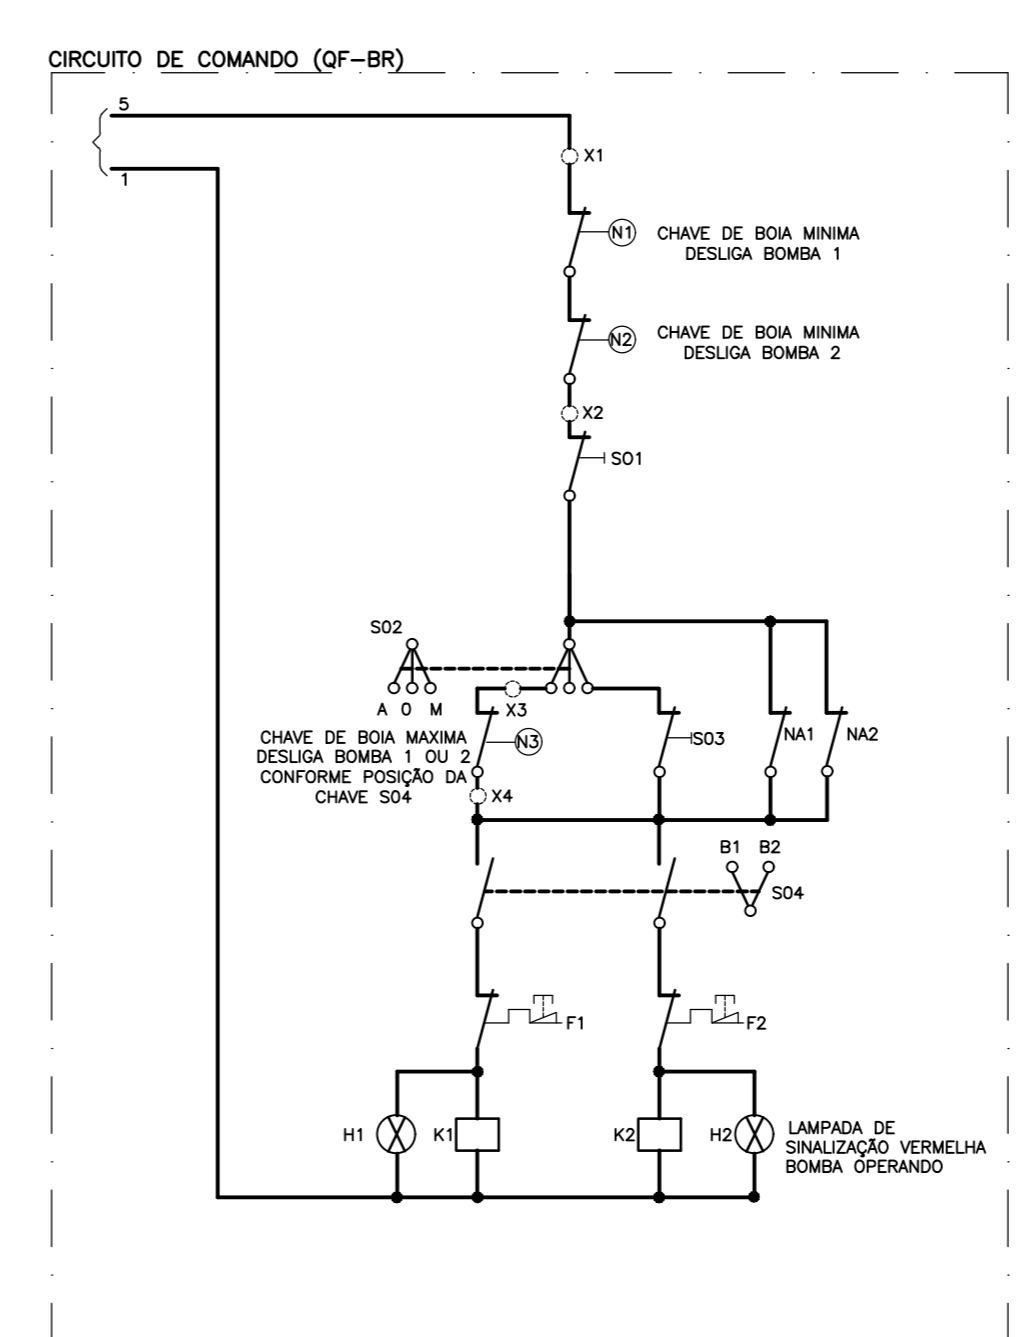 CIRCUITO DE COMANDO (QF-BR)
5
1
X1
N1
CHAVE DE BOIA MINIMA
DESLIGA BOMBA 1
N2
CHAVE DE BOIA MINIMA
DESLIGA BOMBA 2
X2
S01
S02
A O M
X3
N3
CHAVE DE BOIA MAXIMA
DESLIGA BOMBA 1 OU 2
CONFORME POSIÇÃO DA
CHAVE S04
X4
S03
NA1
NA2
B1 B2
S04
F1
F2
H1
K1
K2
H2
LAMPADA DE
SINALIZAÇÃO VERMELHA
BOMBA OPERANDO